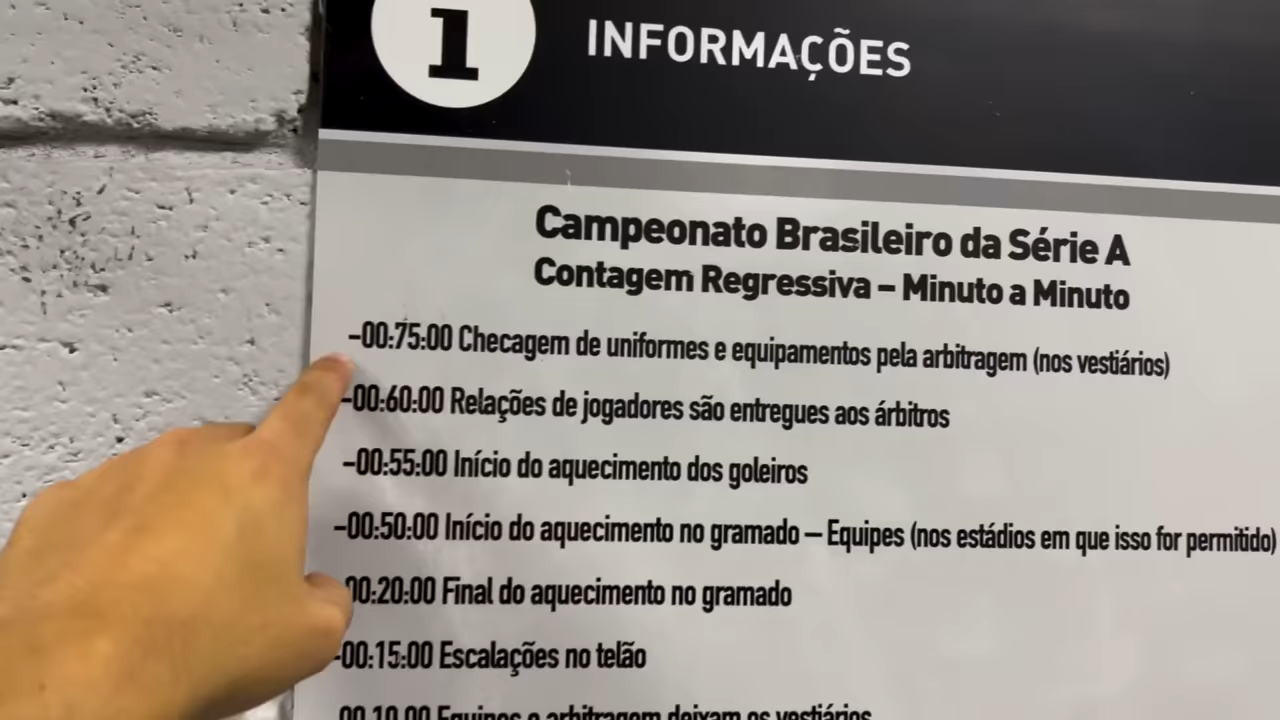 1
INFORMAÇÕES
Campeonato Brasileiro da Série A
Contagem Regressiva – Minuto a Minuto
-00:75:00 Checagem de uniformes e equipamentos pela arbitragem (nos vestiários)
-00:60:00 Relações de jogadores são entregues aos árbitros
-00:55:00 Início do aquecimento dos goleiros
-00:50:00 Início do aquecimento no gramado – Equipes (nos estádios em que isso for permitido)
00:20:00 Final do aquecimento no gramado
-00:15:00 Escalações no telão
00:10:00 Equipes e arbitragem deixam os vestiários